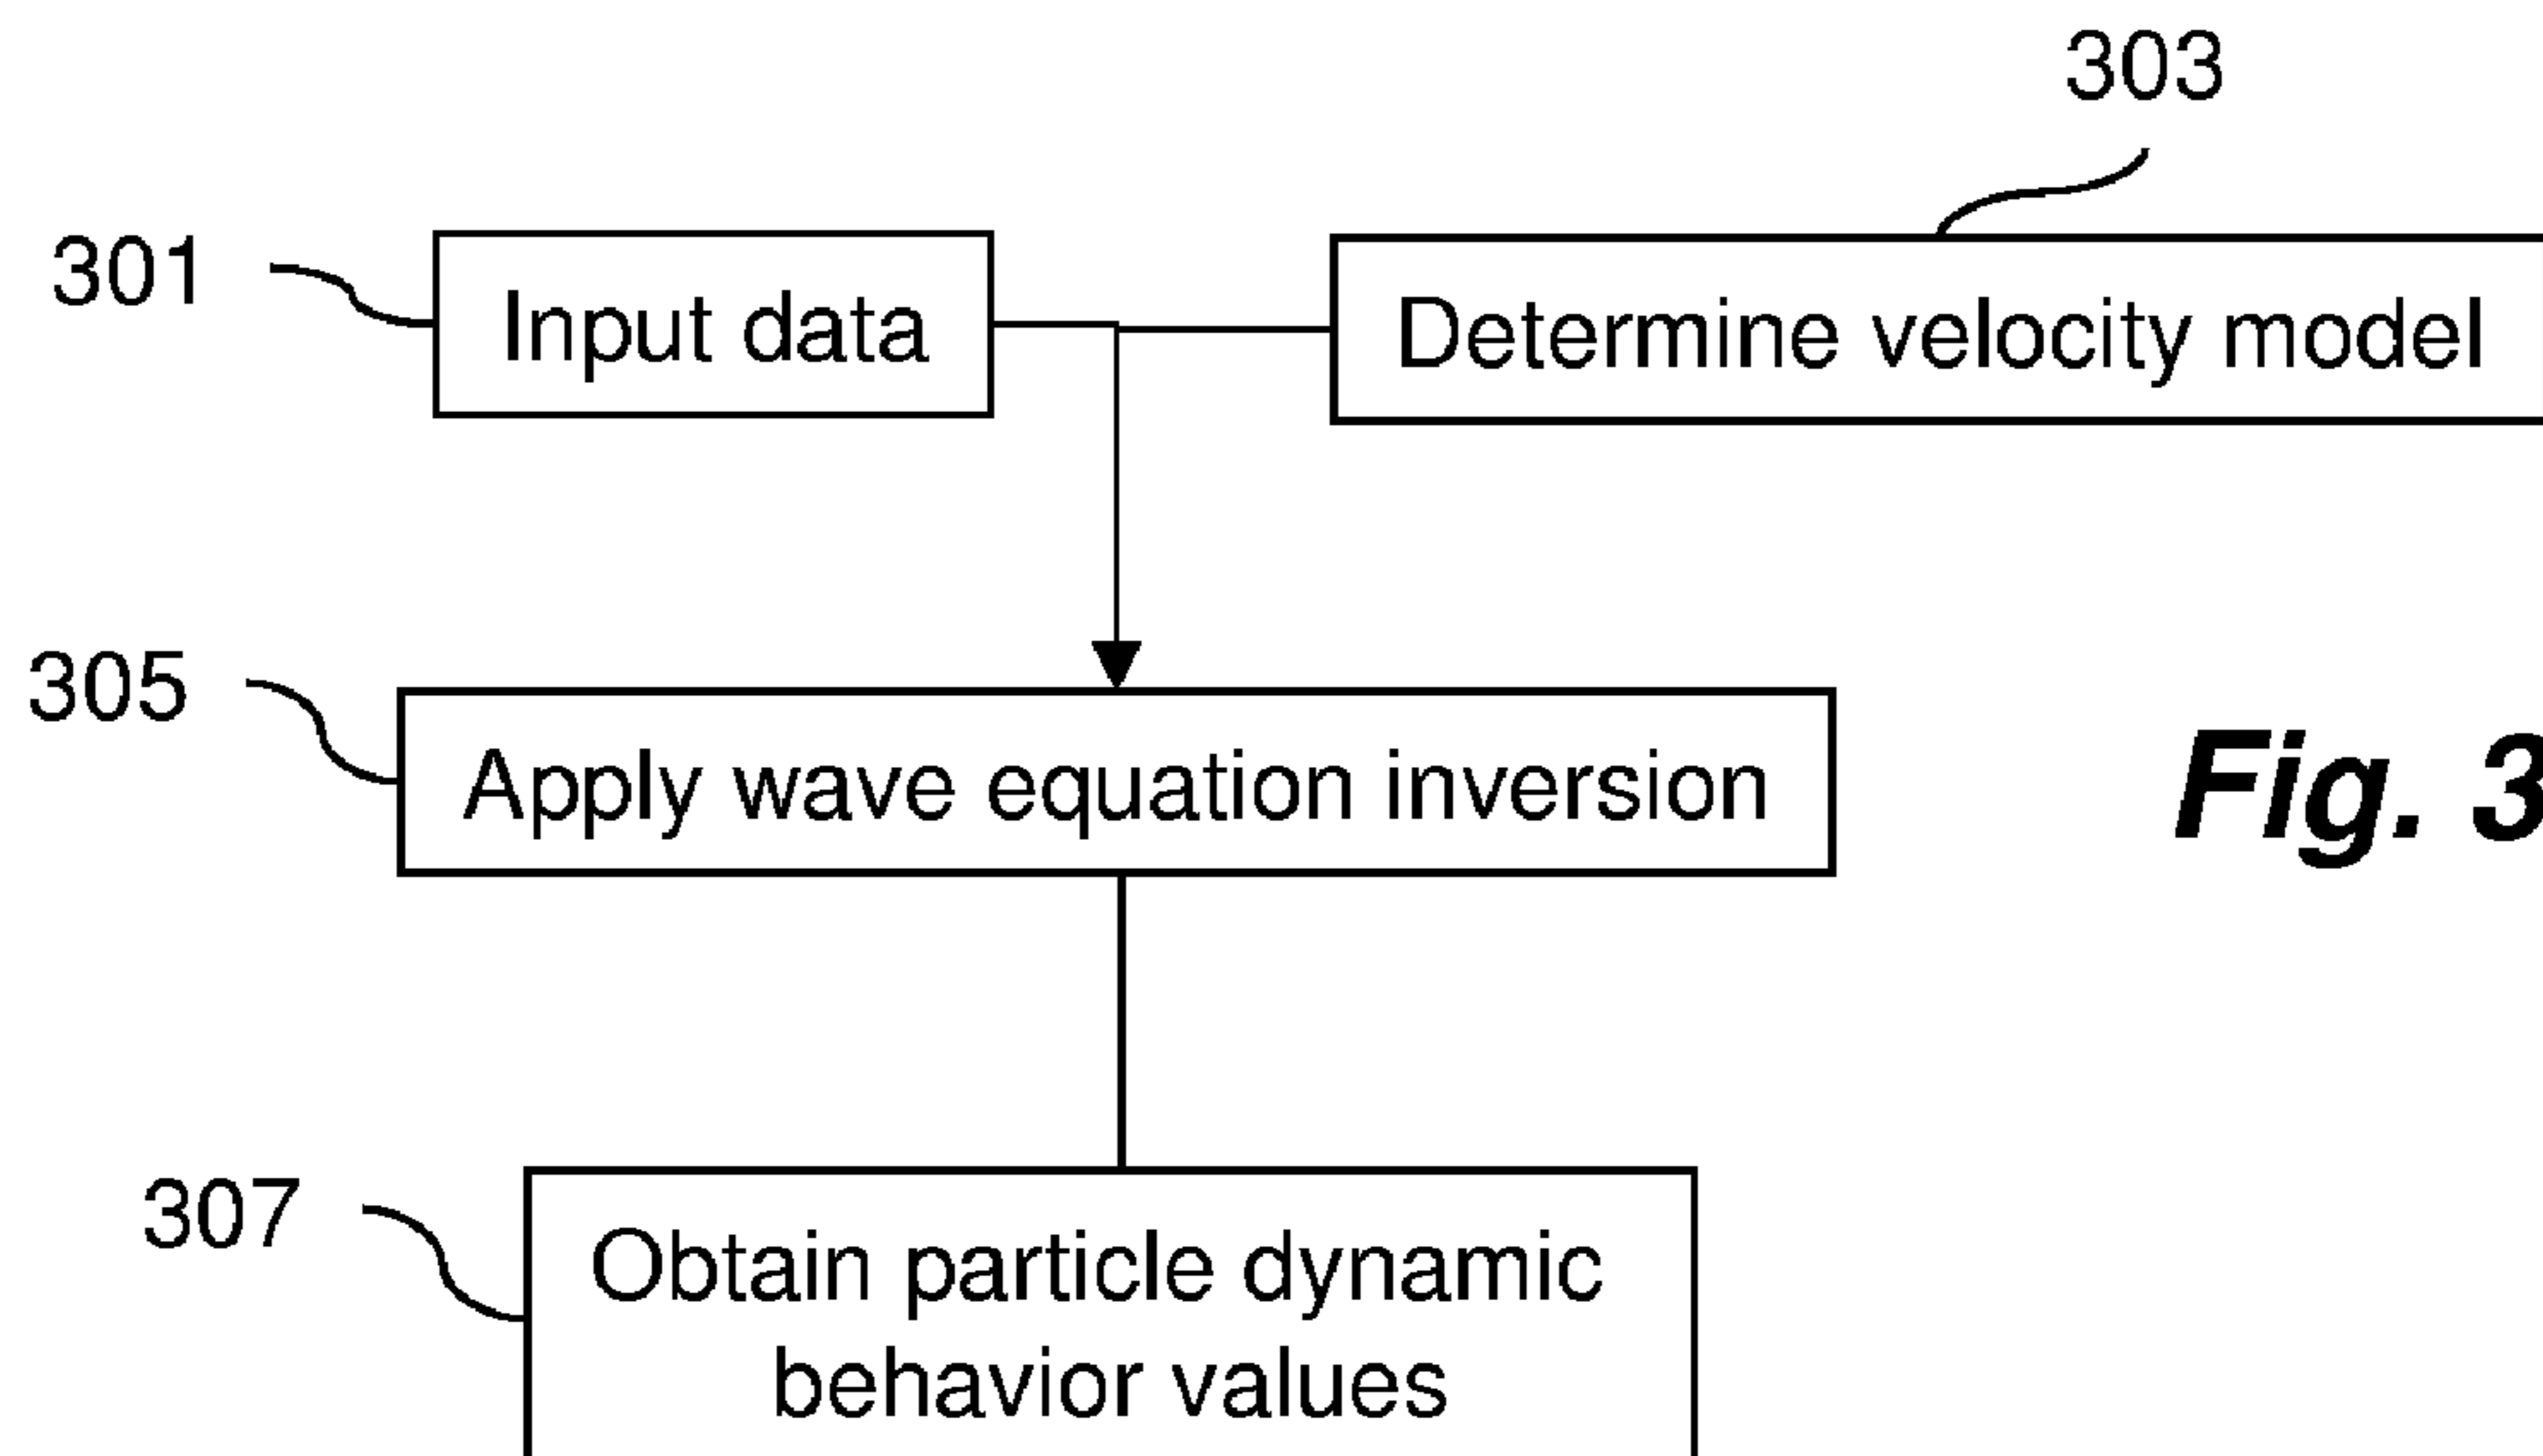 303
301
Input data
Determine velocity model
305
Apply wave equation inversion
Fig. 3
307
Obtain particle dynamic
behavior values